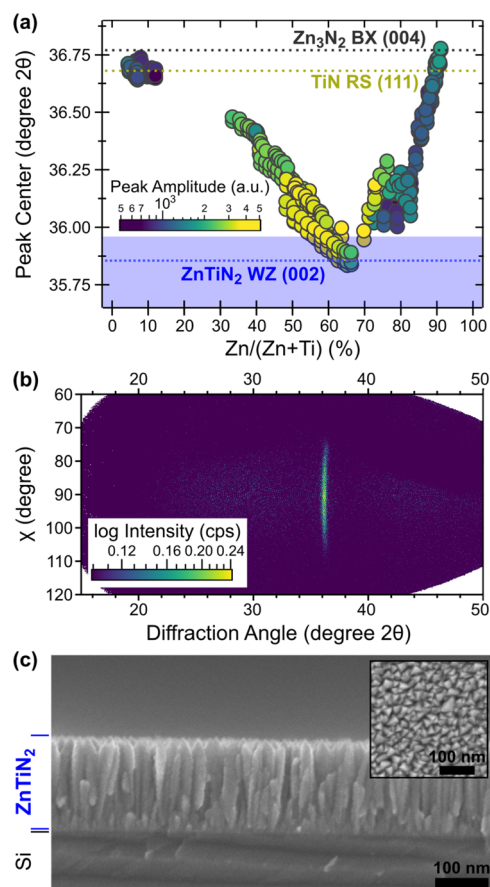 (a)
Zn₃N₂ BX (004)
TiN RS (111)
36.75
36.50
36.25
36.00
35.75
Peak Center (degree 2θ)
Peak Amplitude (a.u.)
5 6 7 10³ 2 3 4 5
ZnTiN₂ WZ (002)
0 10 20 30 40 50 60 70 80 90 100
Zn/(Zn+Ti) (%)
(b)
20 30 40 50
60
70
80
90
100
110
120
χ (degree)
log Intensity (cps)
0.12 0.16 0.20 0.24
20 30 40 50
Diffraction Angle (degree 2θ)
(c)
ZnTiN₂
Si
100 nm
100 nm